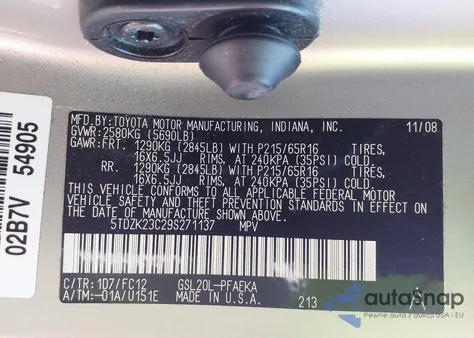 MFD.BY: TOYOTA MOTOR MANUFACTURING, INDIANA, INC. 11/08
GVWR: 2580KG (5690LB)
GAWR: FRT. 1290KG (2845LB) WITH P215/65R16
16X6.5JJ RIMS, AT 240KPA (35PSI) COLD.
RR. 1290KG (2845LB) WITH P215/65R16
16X6.5JJ RIMS, AT 240KPA (35PSI) COLD.
THIS VEHICLE CONFORMS TO ALL APPLICABLE FEDERAL MOTOR
VEHICLE SAFETY AND THEFT PREVENTION STANDARDS IN EFFECT
ON THE DATE OF MANUFACTURE SHOWN ABOVE.
5TDZK23C29S271137 MPV
C/TR: 1D7/FC12 GSL20L-PFAEKA
A/TM: -01A/U151E MADE IN U.S.A. 213
02B7V 54905
autoSnap
Pewne auta z USA i EU